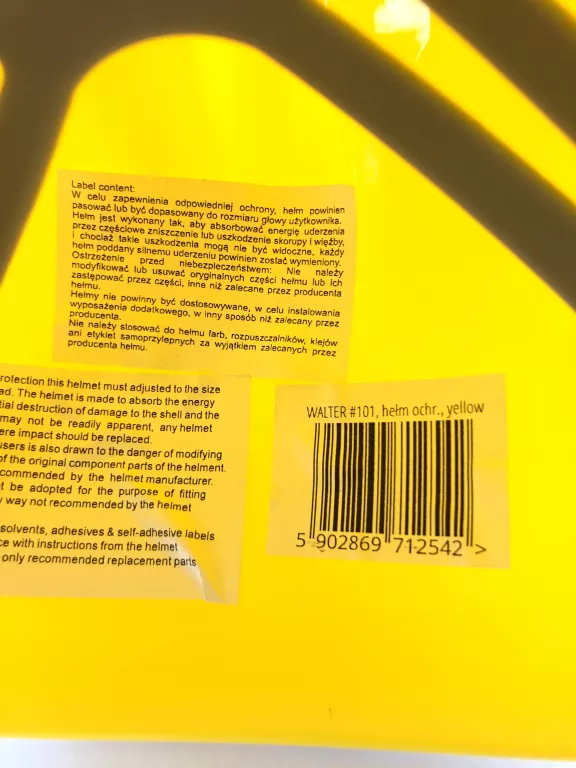 Label content:
W celu zapewnienia odpowiedniej ochrony, hełm powinien
pasować lub być dopasowany do rozmiaru głowy użytkownika.
Hełm jest wykonany tak, aby absorbować energię uderzenia
przez częściowe zniszczenie lub uszkodzenie skorupy i więźby,
i chociaż takie uszkodzenia mogą nie być widoczne, każdy
hełm poddany silnemu uderzeniu powinien zostać wymieniony.
Ostrzeżenie przed niebezpieczeństwem: Nie należy
modyfikować lub usuwać oryginalnych części hełmu lub ich
zastępować przez części, inne niż zalecane przez producenta
hełmu.
Hełmy nie powinny być dostosowywane, w celu instalowania
wyposażenia dodatkowego, w inny sposób niż zalecany przez
producenta.
Nie należy stosować do hełmu farb, rozpuszczalników, klejów
ani etykiet samoprzylepnych za wyjątkiem zalecanych przez
producenta hełmu.
rotection this helmet must adjusted to the size
ad. The helmet is made to absorb the energy
tial destruction of damage to the shell and the
may not be readily apparent, any helmet
ere impact should be replaced.
users is also drawn to the danger of modifying
of the original component parts of the helment.
commended by the helmet manufacturer.
t be adopted for the purpose of fitting
y way not recommended by the helmet
solvents, adhesives & self-adhesive labels
ce with instructions from the helmet
only recommended replacement parts
WALTER #101, hełm ochr., yellow
5 902869 712542 >